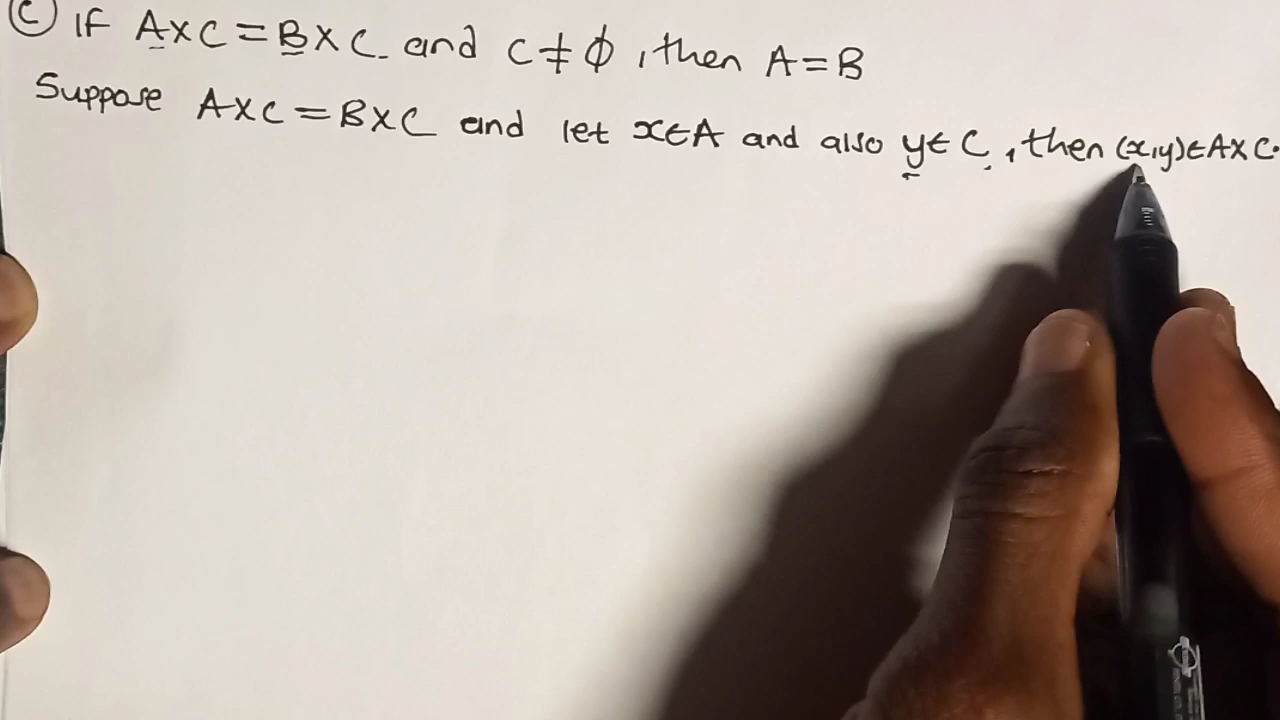 (C) If A×C = B×C and C ≠ ϕ, then A = B
Suppose A×C = B×C and let x∈A and also y∈C, then (x,y)∈A×C.